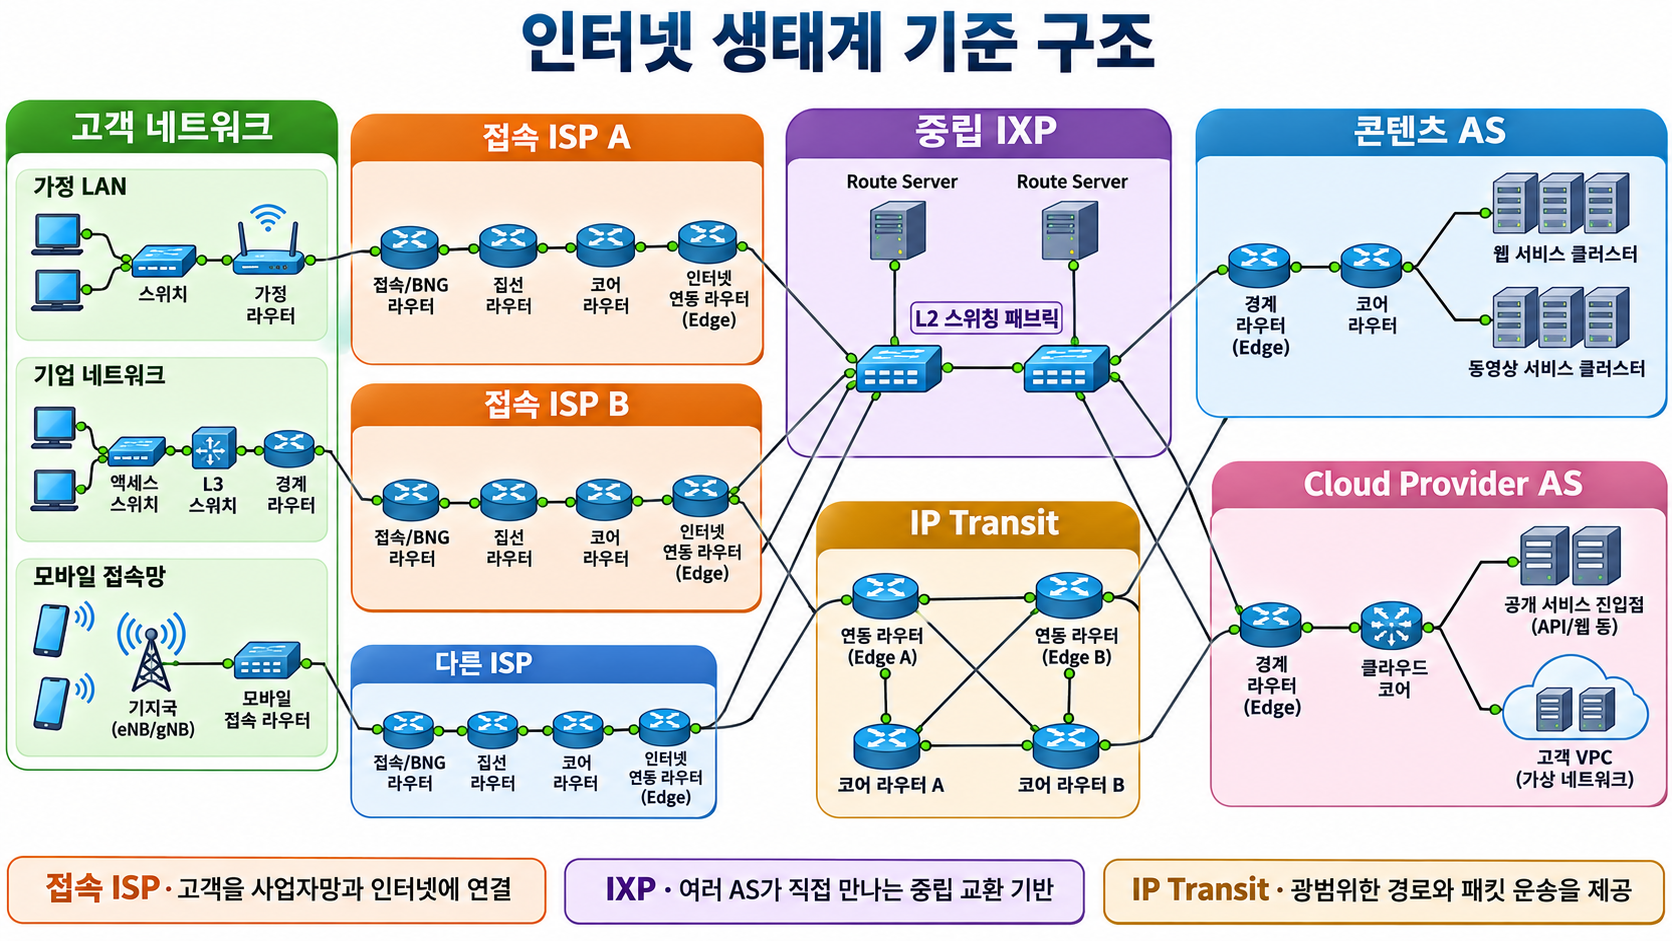 인터넷 생태계 기준 구조
고객 네트워크
가정 LAN
스위치
가정
라우터
기업 네트워크
액세스
스위치
L3
스위치
경계
라우터
모바일 접속망
기지국
(eNB/gNB)
모바일
접속 라우터
접속 ISP A
접속/BNG
라우터
집선
라우터
코어
라우터
인터넷
연동 라우터
(Edge)
접속 ISP B
접속/BNG
라우터
집선
라우터
코어
라우터
인터넷
연동 라우터
(Edge)
다른 ISP
접속/BNG
라우터
집선
라우터
코어
라우터
인터넷
연동 라우터
(Edge)
중립 IXP
Route Server
Route Server
L2 스위칭 패브릭
IP Transit
연동 라우터
(Edge A)
연동 라우터
(Edge B)
코어 라우터 A
코어 라우터 B
콘텐츠 AS
경계
라우터
(Edge)
코어
라우터
웹 서비스 클러스터
동영상 서비스 클러스터
Cloud Provider AS
경계
라우터
(Edge)
클라우드
코어
공개 서비스 진입점
(API/웹 등)
고객 VPC
(가상 네트워크)
접속 ISP · 고객을 사업자망과 인터넷에 연결
IXP · 여러 AS가 직접 만나는 중립 교환 기반
IP Transit · 광범위한 경로와 패킷 운송을 제공